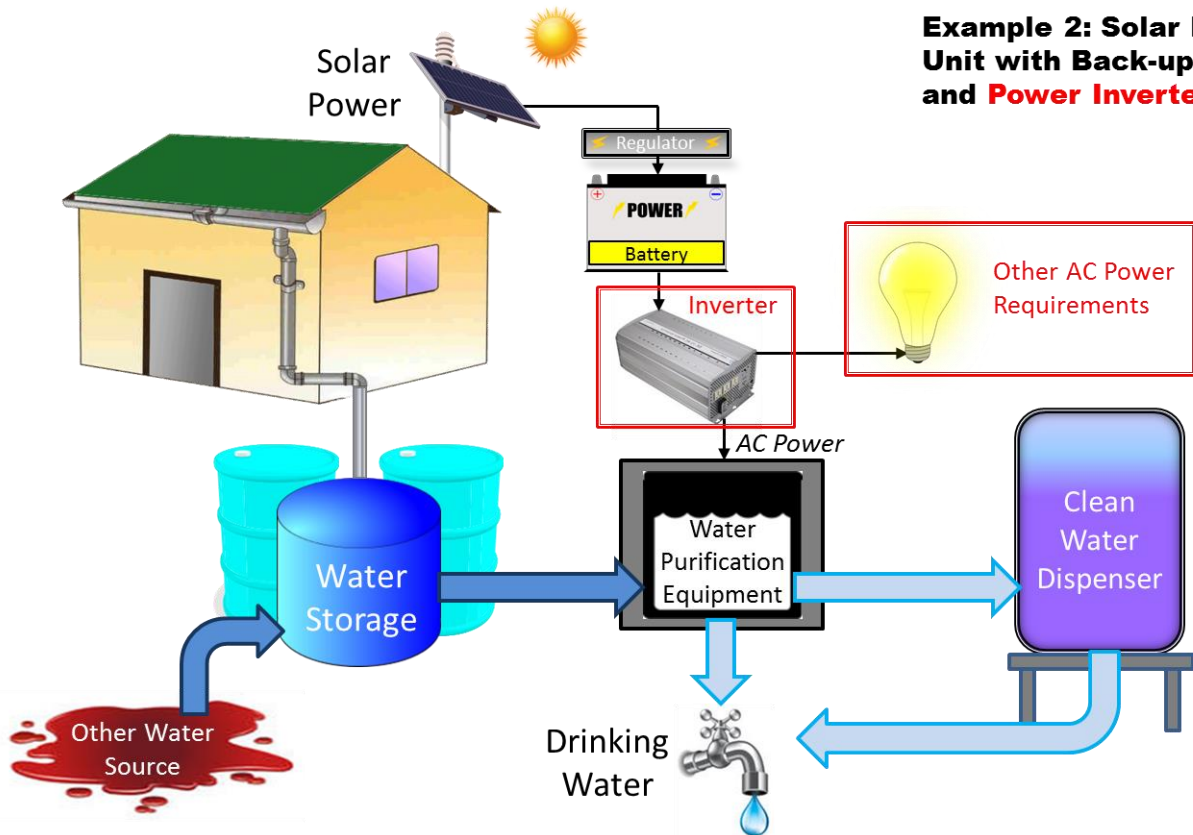 Example 2: Solar
Unit with Back-up
and Power Inverte
Solar
Power
Regulator
POWER
Battery
Inverter
Other AC Power
Requirements
AC Power
Water
Purification
Equipment
Clean
Water
Dispenser
Water
Storage
Other Water
Source
Drinking
Water